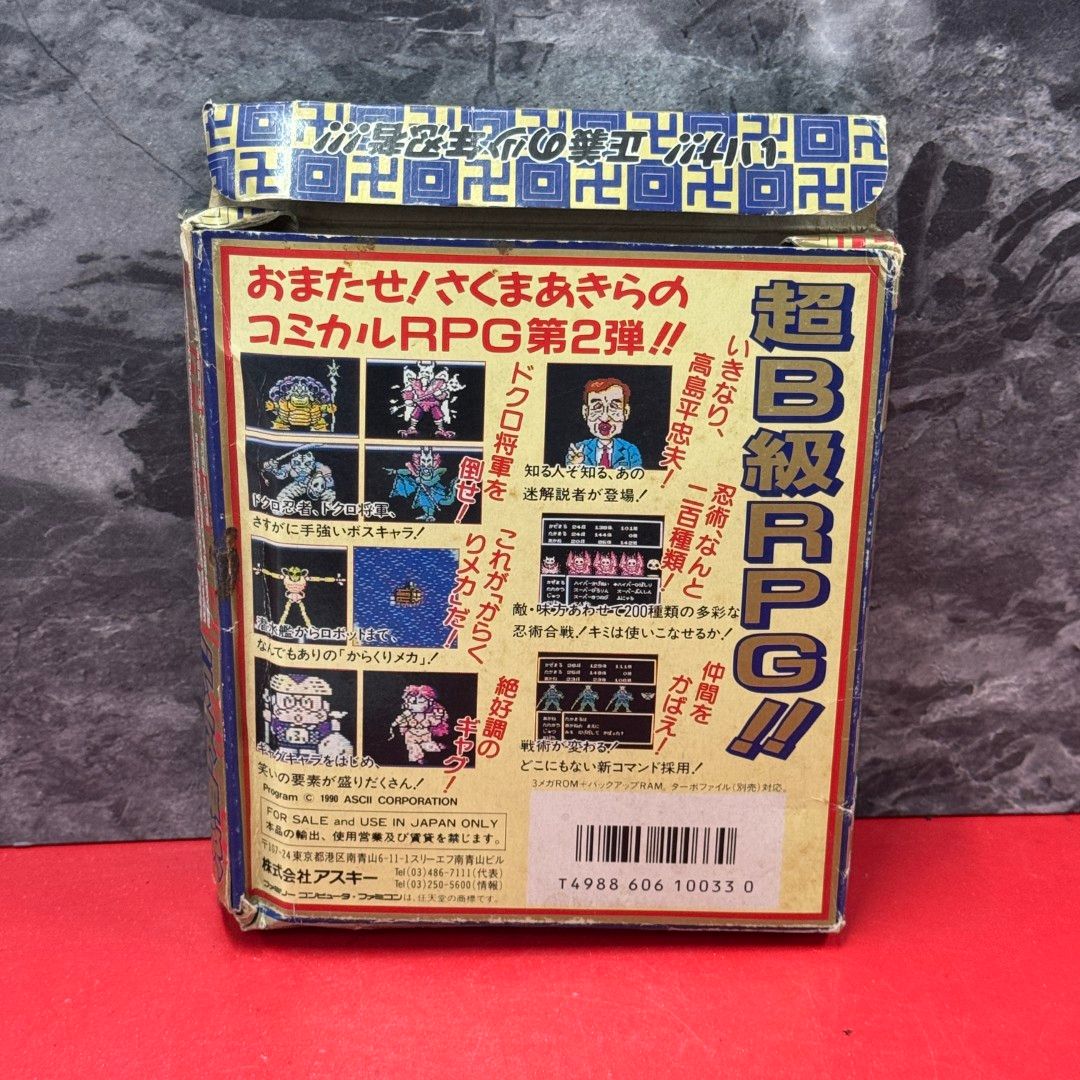 いけ!! 正義の少年忍者!!!
おまたせ!さくまあきらの
コミカルRPG第2弾!!
超B級RPG!!
いきなり、
高島平忠夫!
知る人ぞ知る、あの
迷解説者が登場!
ドクロ将軍を
倒せ!
ドクロ忍者、ドクロ将軍、
さすがに手強いボスキャラ!
忍術、なんと
二百種類!
敵・味方あわせて200種類の多彩な
忍術合戦!キミは使いこなせるか!
これが「からく
りメカ」だ!
潜水艦からロボットまで、
なんでもありの「からくりメカ」!
仲間を
かばえ!
戦術が変わる!
どこにもない新コマンド採用!
絶好調の
ギャグ!
ギャグキャラをはじめ、
笑いの要素が盛りだくさん!
3メガROM+バックアップRAM。ターボファイル(別売)対応。
Program © 1990 ASCII CORPORATION
FOR SALE and USE IN JAPAN ONLY
本品の輸出、使用営業及び賃貸を禁じます。
〒107-24 東京都港区南青山6-11-1スリーエフ南青山ビル
株式会社アスキー
Tel(03)486-7111(代表)
Tel(03)250-5600(情報)
ファミリーコンピュータ・ファミコンは、任天堂の商標です。
T4988 606 10033 0